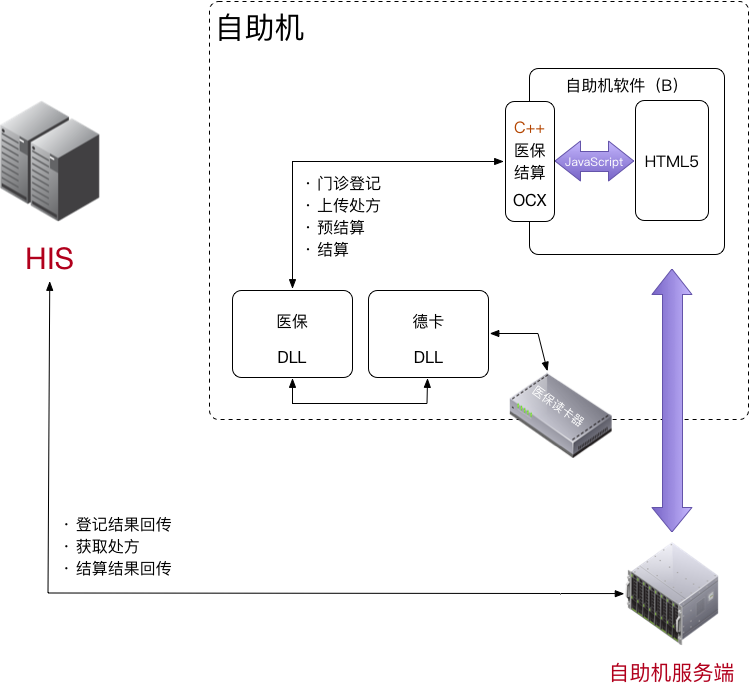 自助机
自助机软件（B）
C++
医保
结算
OCX
JavaScript
HTML5
· 门诊登记
· 上传处方
· 预结算
· 结算
HIS
医保
DLL
德卡
DLL
医保读卡器
· 登记结果回传
· 获取处方
· 结算结果回传
自助机服务端